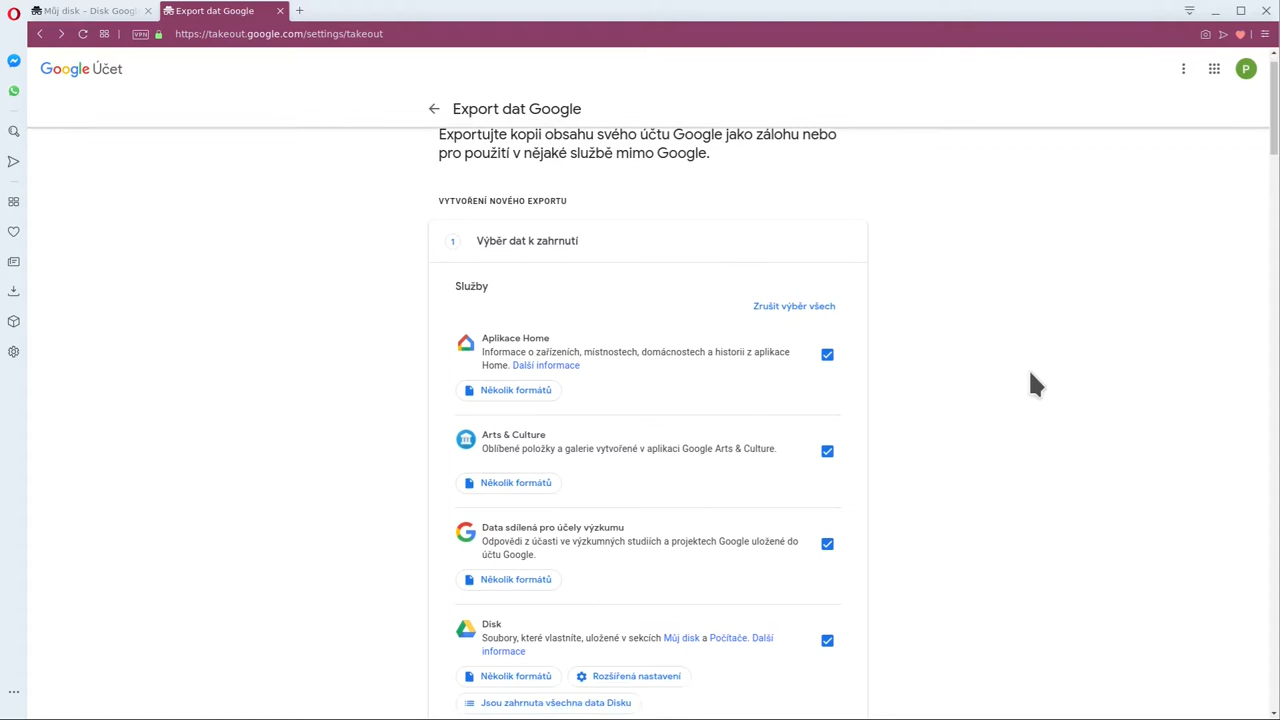 Můj disk – Disk Googl
Export dat Google
VPN
https://takeout.google.com/settings/takeout
Google Účet
P
Export dat Google
Exportujte kopii obsahu svého účtu Google jako zálohu nebo
pro použití v nějaké službě mimo Google.
VYTVOŘENÍ NOVÉHO EXPORTU
1 Výběr dat k zahrnutí
Služby
Zrušit výběr všech
Aplikace Home
Informace o zařízeních, místnostech, domácnostech a historii z aplikace
Home. Další informace
Několik formátů
Arts & Culture
Oblíbené položky a galerie vytvořené v aplikaci Google Arts & Culture.
Několik formátů
Data sdílená pro účely výzkumu
Odpovědi z účasti ve výzkumných studiích a projektech Google uložené do
účtu Google.
Několik formátů
Disk
Soubory, které vlastníte, uložené v sekcích Můj disk a Počítače. Další
informace
Několik formátů
Rozšířená nastavení
Jsou zahrnuta všechna data Disku